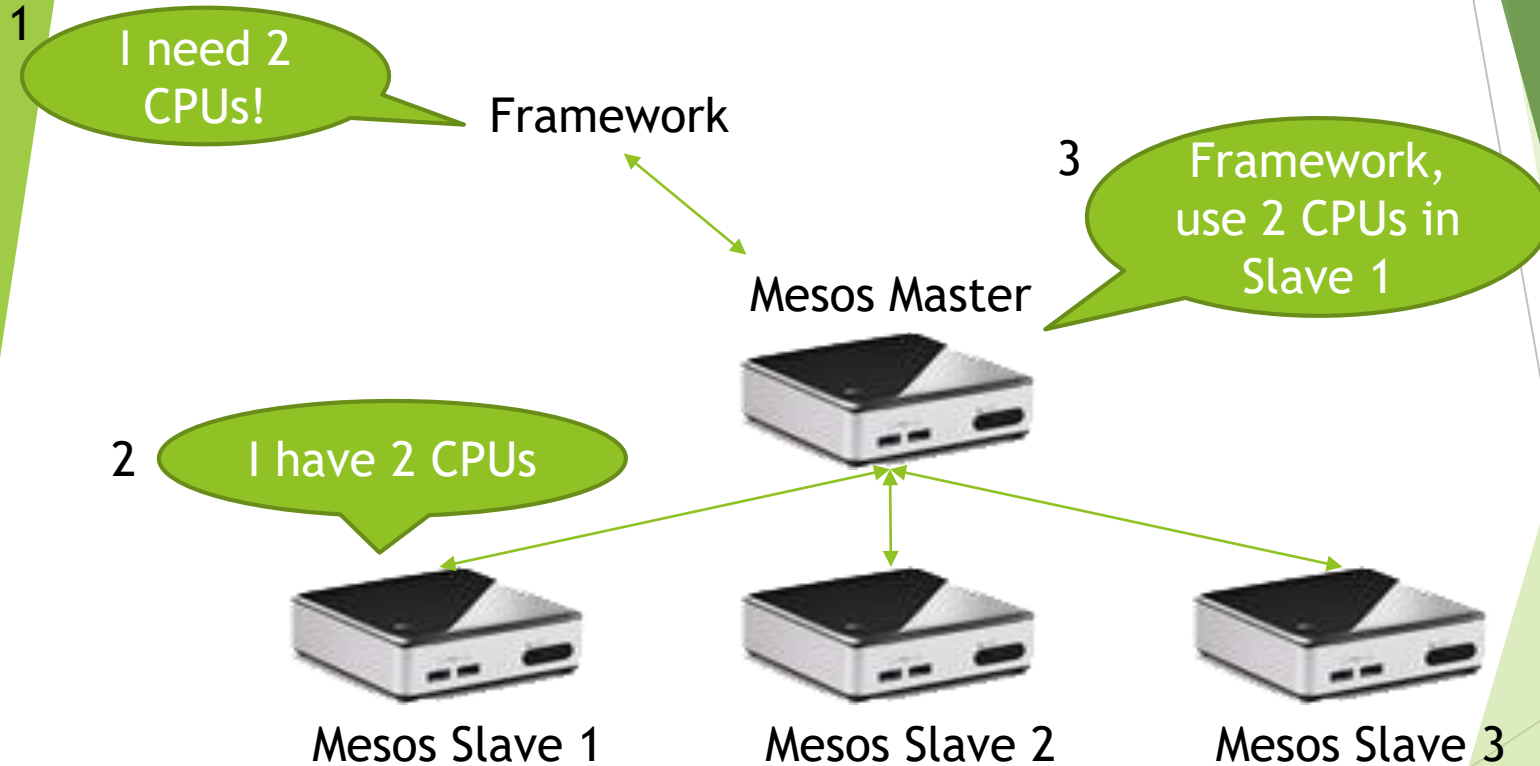 1
I need 2
CPUs!
Framework
3
Framework,
use 2 CPUs in
Slave 1
Mesos Master
2
I have 2 CPUs
Mesos Slave 1
Mesos Slave 2
Mesos Slave 3